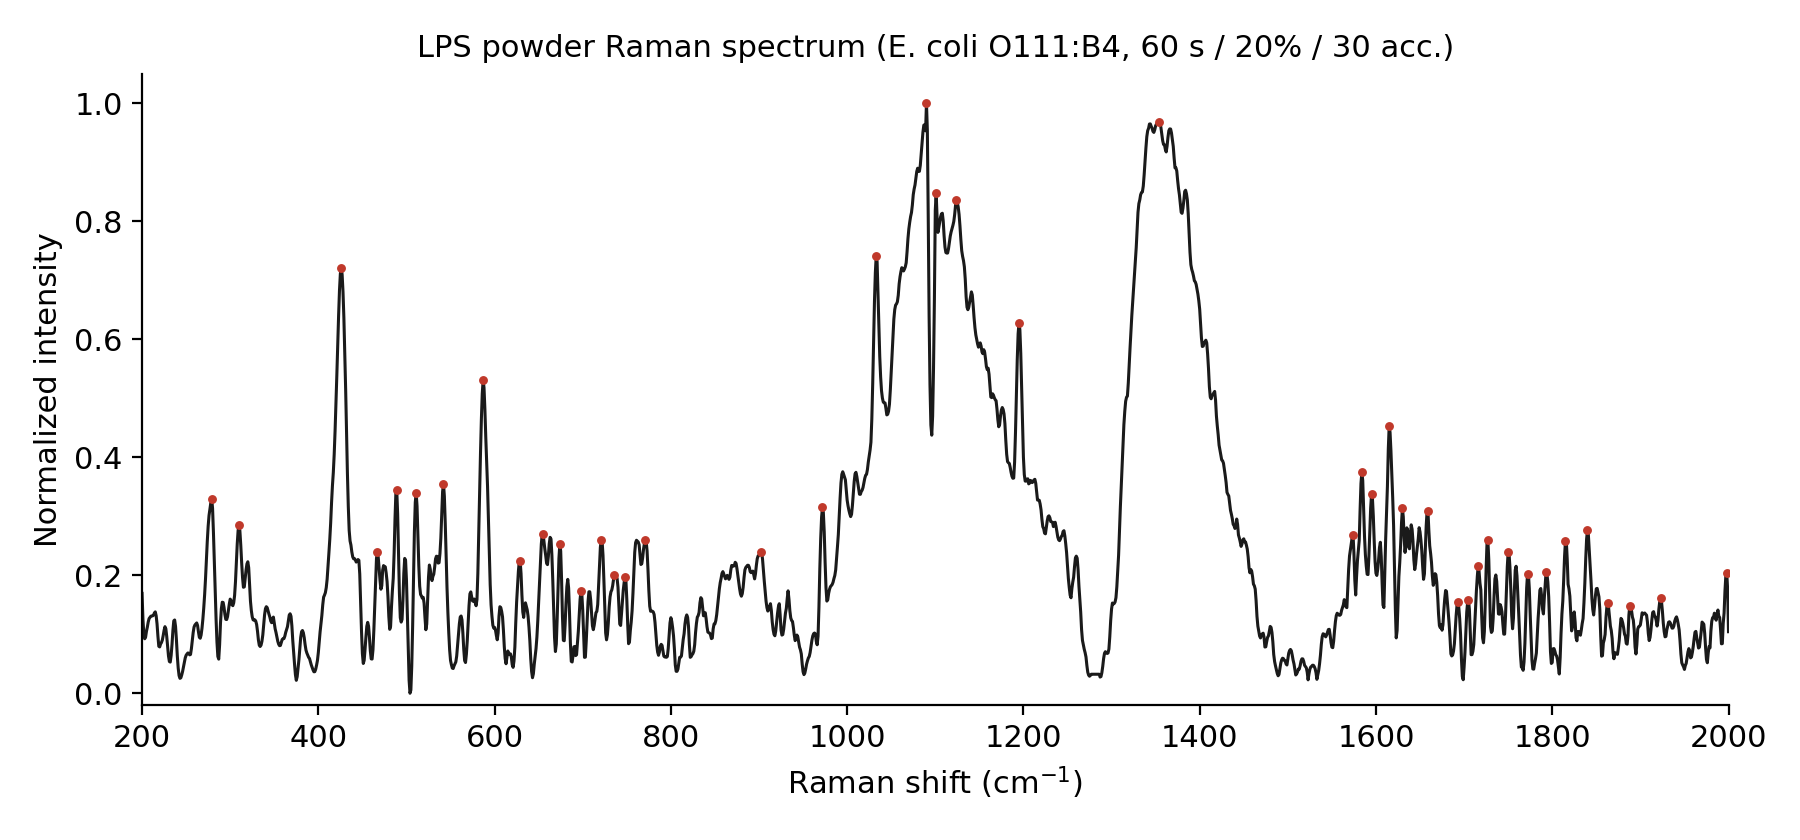 LPS powder Raman spectrum (E. coli O111:B4, 60 s / 20% / 30 acc.)
Normalized intensity
1.0
0.8
0.6
0.4
0.2
0.0
200 400 600 800 1000 1200 1400 1600 1800 2000
Raman shift (cm⁻¹)